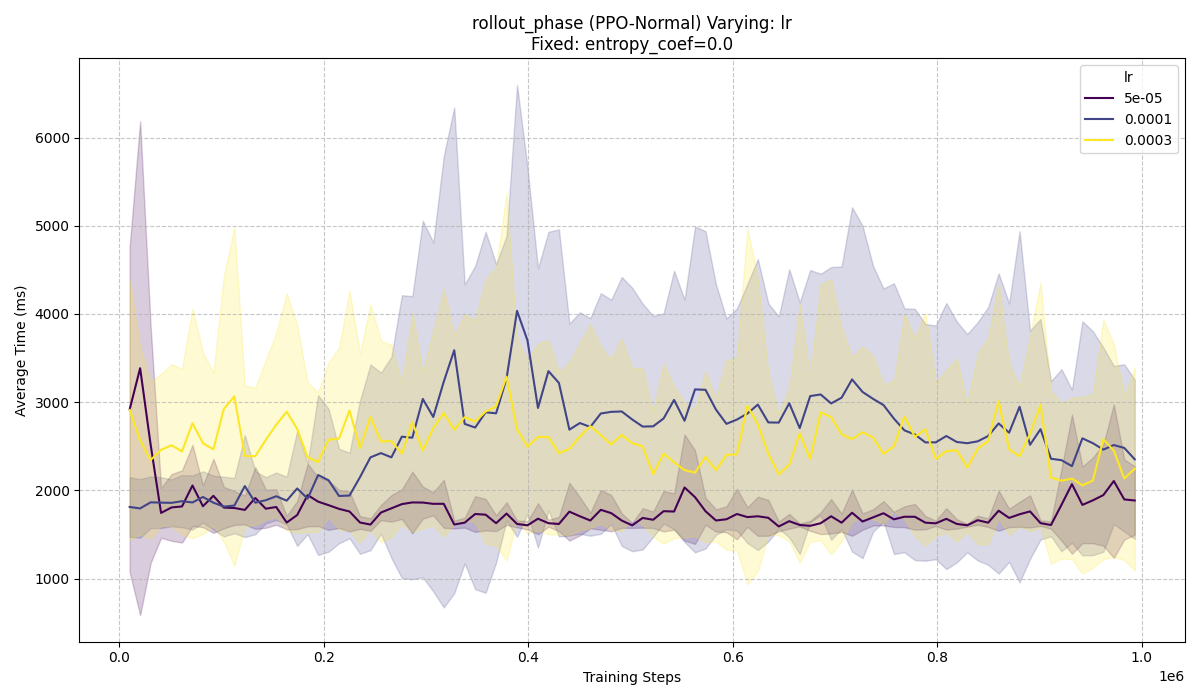 rollout_phase (PPO-Normal) Varying: lr
Fixed: entropy_coef=0.0
lr
5e-05
0.0001
0.0003
6000
5000
4000
3000
2000
1000
Average Time (ms)
0.0
0.2
0.4
0.6
0.8
1.0
1e6
Training Steps